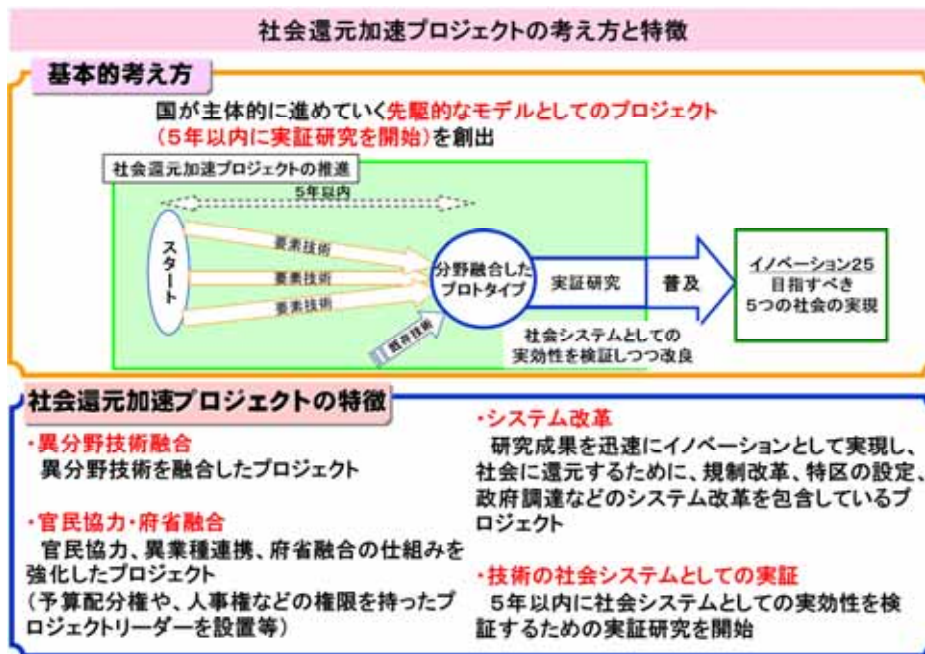 社会還元加速プロジェクトの考え方と特徴
基本的考え方
国が主体的に進めていく先駆的なモデルとしてのプロジェクト
（５年以内に実証研究を開始）を創出
社会還元加速プロジェクトの推進
５年以内
スタート
要素技術
要素技術
要素技術
既存技術
分野融合した
プロトタイプ
実証研究
普及
社会システムとしての
実効性を検証しつつ改良
イノベーション25
目指すべき
５つの社会の実現
社会還元加速プロジェクトの特徴
・異分野技術融合
異分野技術を融合したプロジェクト
・官民協力・府省融合
官民協力、異業種連携、府省融合の仕組みを
強化したプロジェクト
（予算配分権や、人事権などの権限を持ったプ
ロジェクトリーダーを設置等）
・システム改革
研究成果を迅速にイノベーションとして実現し、
社会に還元するために、規制改革、特区の設定、
政府調達などのシステム改革を包含しているプ
ロジェクト
・技術の社会システムとしての実証
５年以内に社会システムとしての実効性を検
証するための実証研究を開始